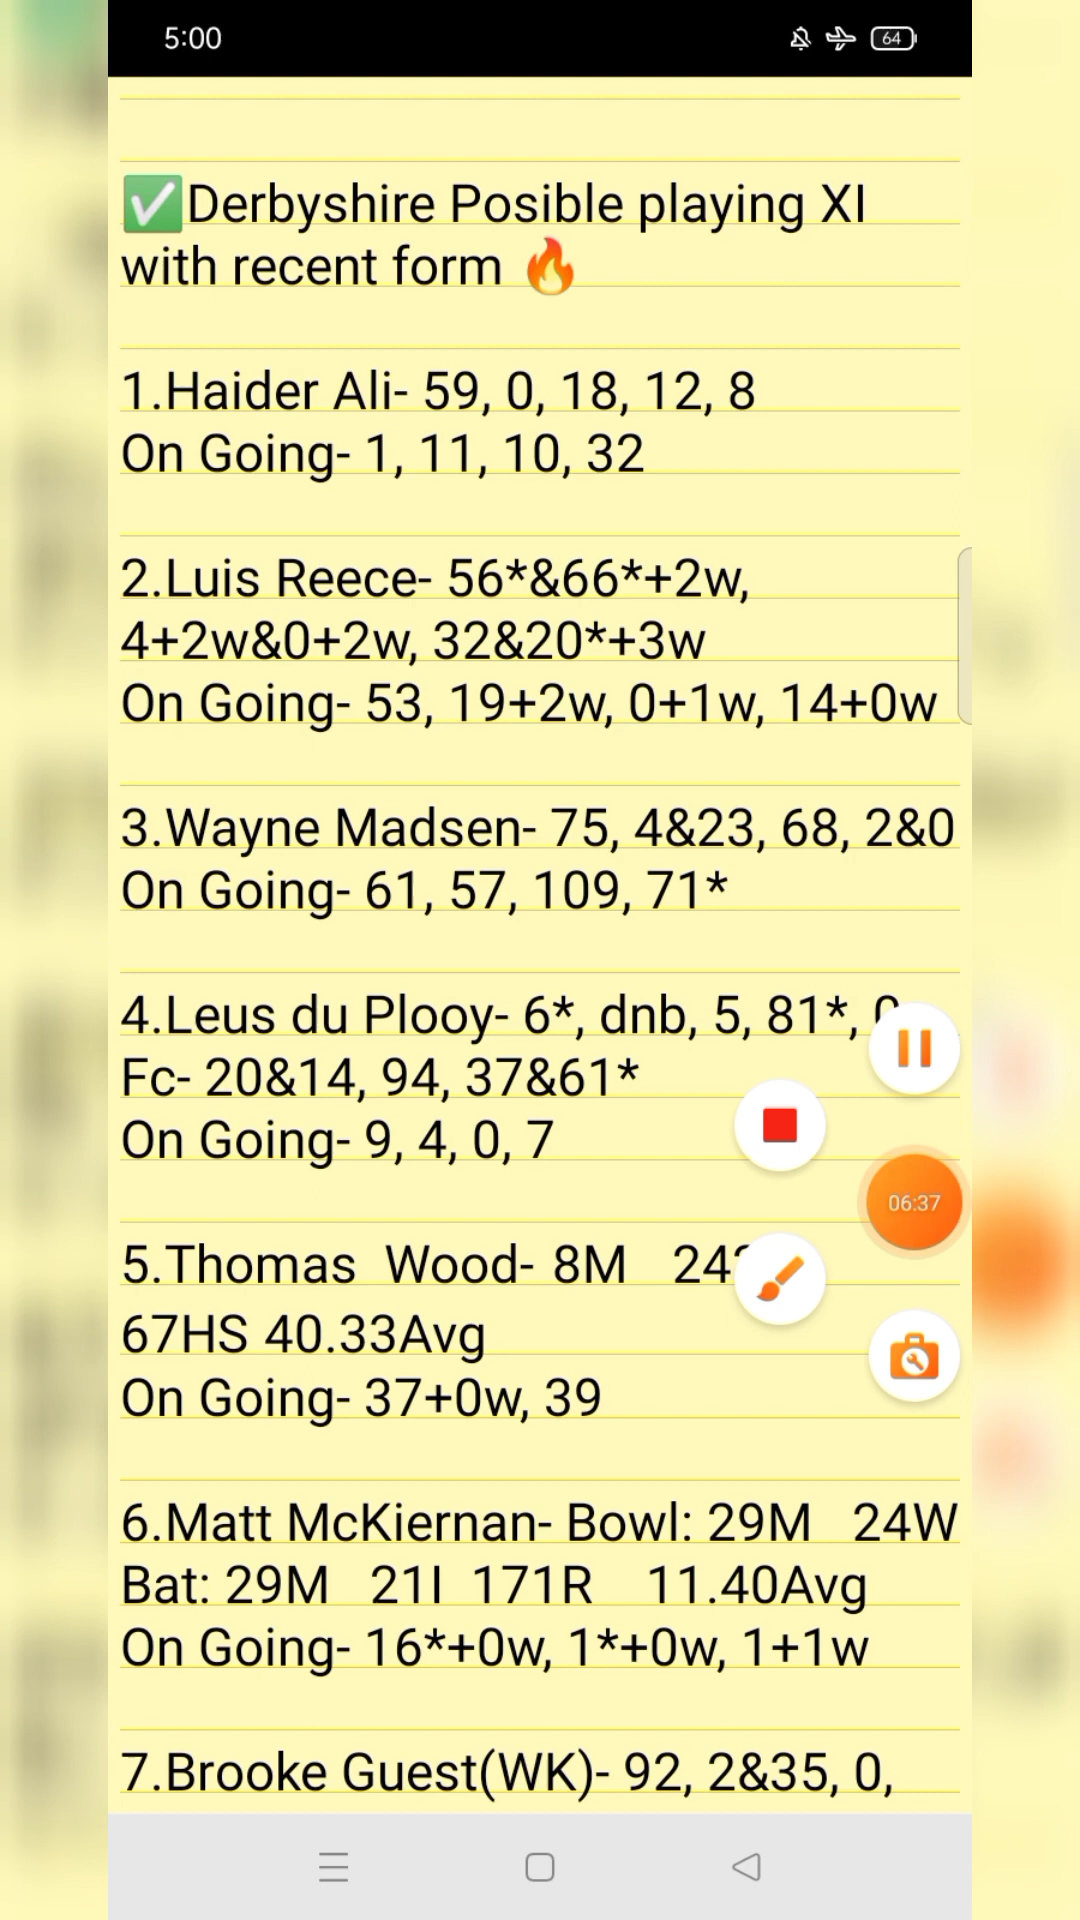 5:00
64
✅Derbyshire Posible playing XI
with recent form 🔥
1.Haider Ali- 59, 0, 18, 12, 8
On Going- 1, 11, 10, 32
2.Luis Reece- 56*&66*+2w,
4+2w&0+2w, 32&20*+3w
On Going- 53, 19+2w, 0+1w, 14+0w
3.Wayne Madsen- 75, 4&23, 68, 2&0
On Going- 61, 57, 109, 71*
4.Leus du Plooy- 6*, dnb, 5, 81*,
Fc- 20&14, 94, 37&61*
On Going- 9, 4, 0, 7
06:37
5.Thomas Wood- 8M
67HS 40.33Avg
On Going- 37+0w, 39
6.Matt McKiernan- Bowl: 29M 24W
Bat: 29M 21I 171R 11.40Avg
On Going- 16*+0w, 1*+0w, 1+1w
7.Brooke Guest(WK)- 92, 2&35, 0,